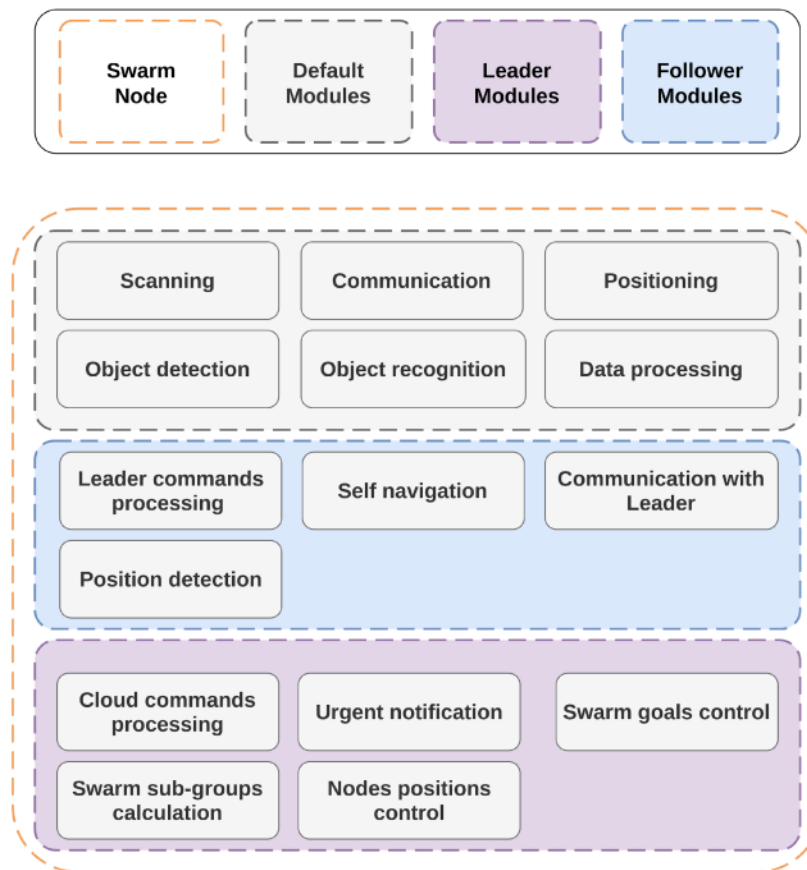 Swarm
Node
Default
Modules
Leader
Modules
Follower
Modules
Scanning
Communication
Positioning
Object detection
Object recognition
Data processing
Leader commands
processing
Self navigation
Communication with
Leader
Position detection
Cloud commands
processing
Urgent notification
Swarm goals control
Swarm sub-groups
calculation
Nodes positions
control